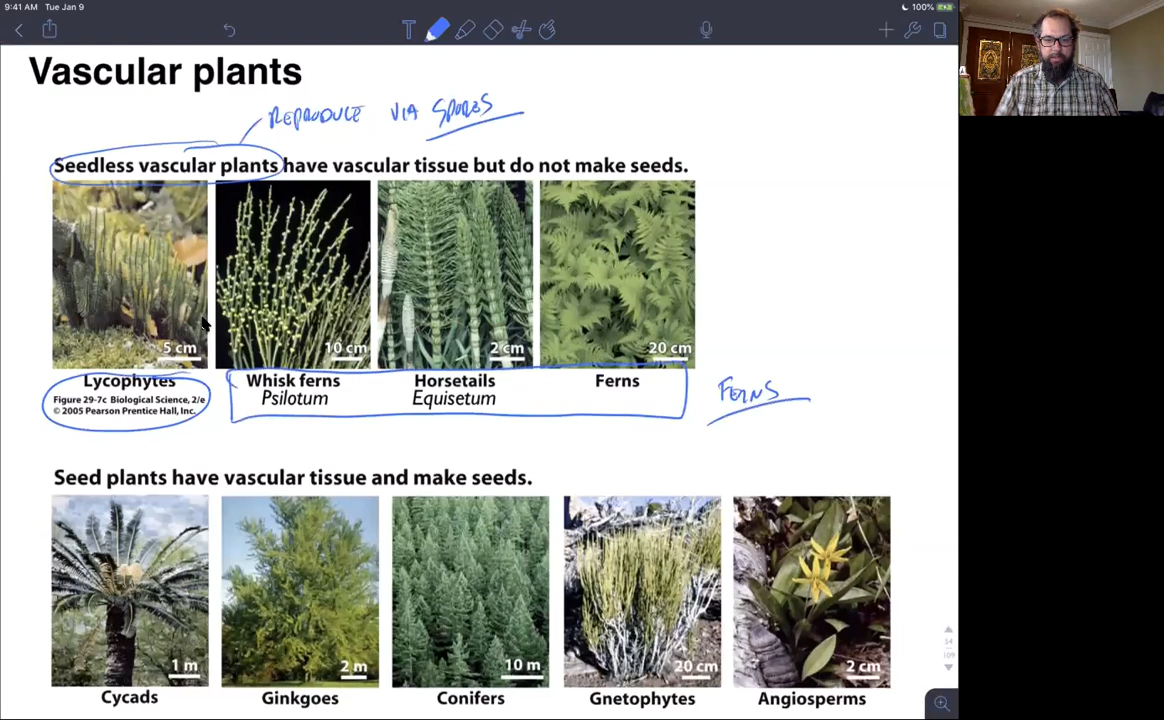 9:41 AM Tue Jan 9
100%
Vascular plants
REPRODUCE VIA SPORES
Seedless vascular plants have vascular tissue but do not make seeds.
5 cm
10 cm
2 cm
20 cm
Lycophytes
Whisk ferns
Horsetails
Ferns
Psilotum
Equisetum
Figure 29-7c Biological Science, 2/e
© 2005 Pearson Prentice Hall, Inc.
FERNS
Seed plants have vascular tissue and make seeds.
1 m
2 m
10 m
20 cm
2 cm
Cycads
Ginkgoes
Conifers
Gnetophytes
Angiosperms
14
109